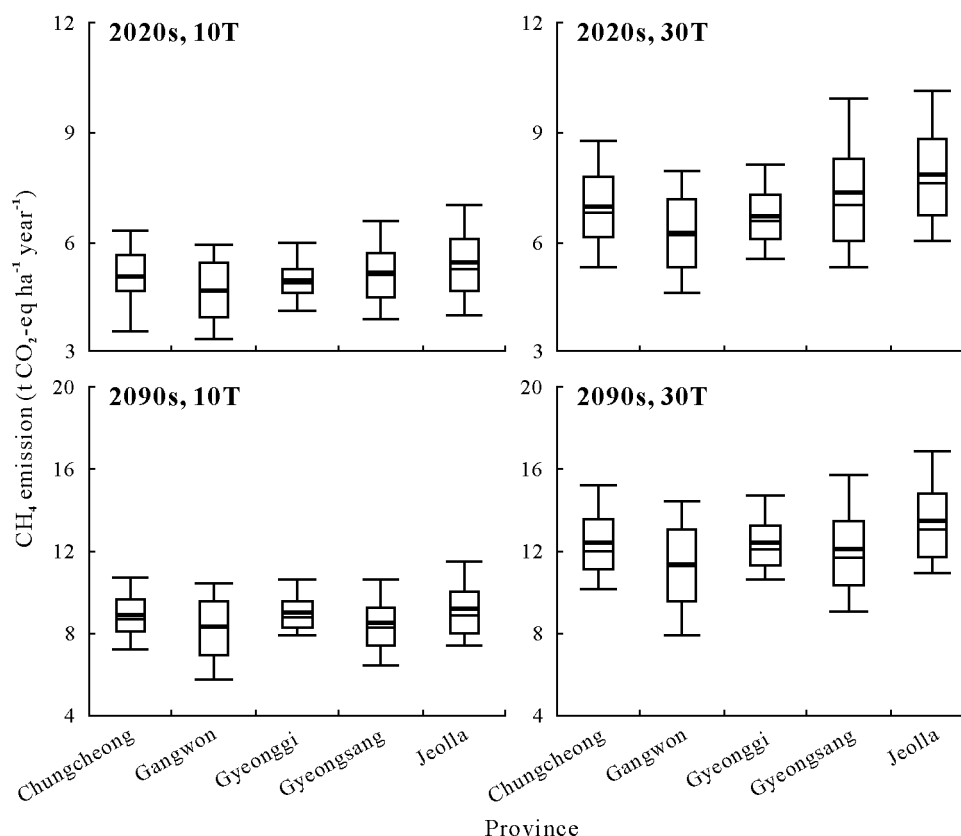 CH₄ emission (t CO₂-eq ha⁻¹ year⁻¹)
2020s, 10T
12
9
6
3
2020s, 30T
12
9
6
3
2090s, 10T
20
16
12
8
4
2090s, 30T
20
16
12
8
4
Chungcheong
Gangwon
Gyeonggi
Gyeongsang
Jeolla
Chungcheong
Gangwon
Gyeonggi
Gyeongsang
Jeolla
Province